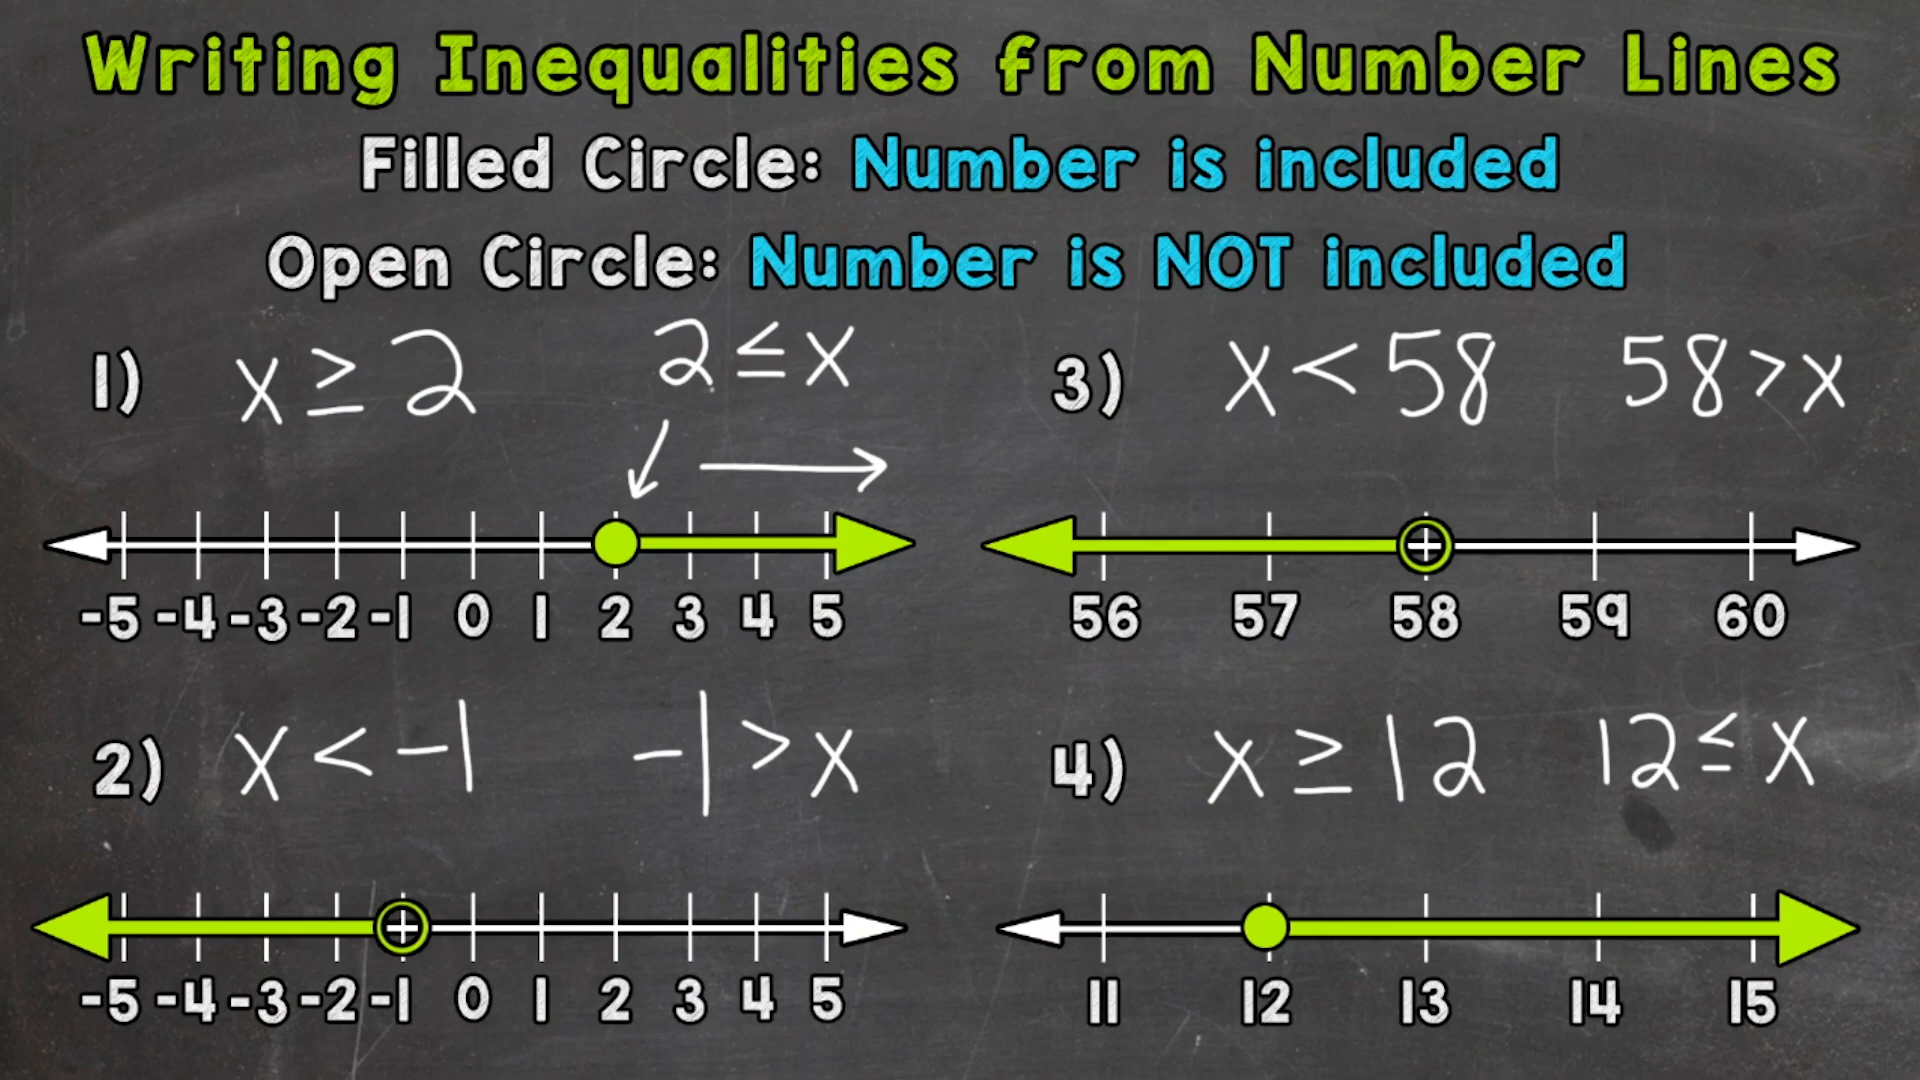 Writing Inequalities from Number Lines
Filled Circle: Number is included
Open Circle: Number is NOT included
1) x ≥ 2 2 ≤ x
-5 -4 -3 -2 -1 0 1 2 3 4 5
2) x < -1 -1 > x
-5 -4 -3 -2 -1 0 1 2 3 4 5
3) x < 58 58 > x
56 57 58 59 60
4) x ≥ 12 12 ≤ x
11 12 13 14 15